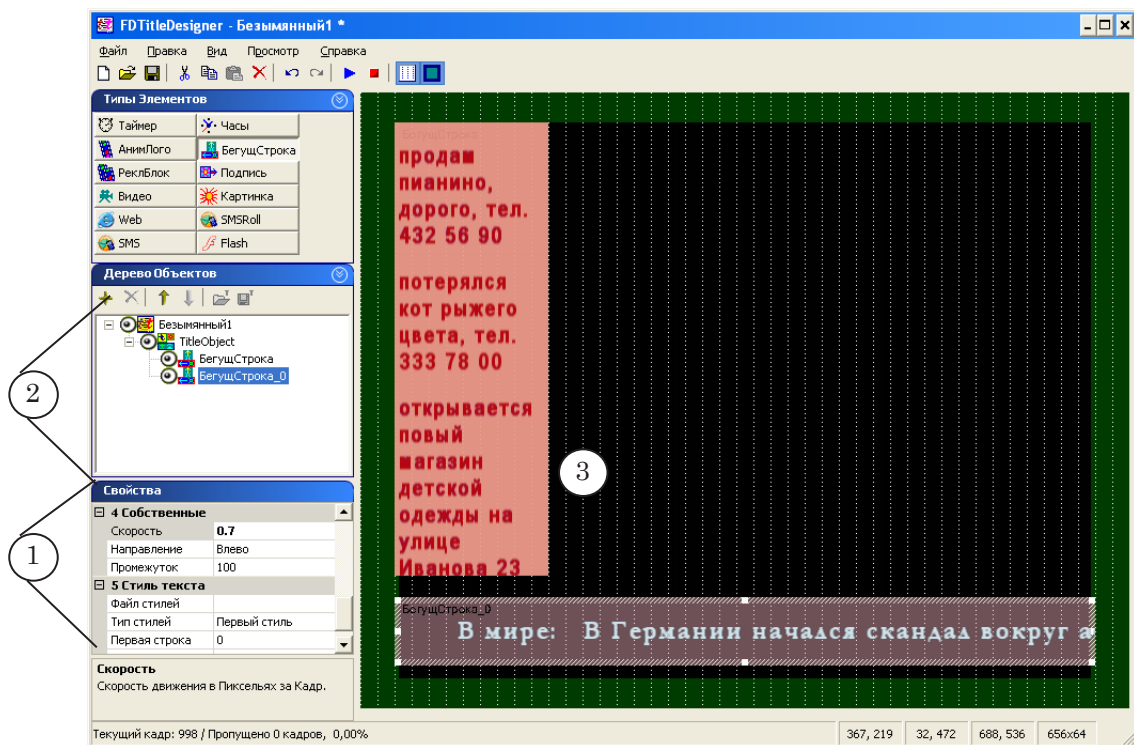 FDTitleDesigner - Безымянный1 *
Файл Правка Вид Просмотр Справка
Типы Элементов
Таймер Часы
АнимЛого БегущСтрока
РеклБлок Подпись
Видео Картинка
Web SMSRoll
SMS Flash
Дерево Объектов
Безымянный1
TitleObject
БегущСтрока
БегущСтрока_0
2
Свойства
4 Собственные
Скорость 0.7
Направление Влево
Промежуток 100
5 Стиль текста
Файл стилей
Тип стилей Первый стиль
Первая строка 0
1
Скорость
Скорость движения в Пикселях за Кадр.
БогущСтрока
продам
пианино,
дорого, тел.
432 56 90
потерялся
кот рыжего
цвета, тел.
333 78 00
открывается
повый
магазин
детской
одежды на
улице
Иванова 23
3
БогущСтрока_0
В мире: В Германии начался скандал вокруг а
Текущий кадр: 998 / Пропущено 0 кадров, 0,00%
367, 219 32, 472 688, 536 656x64